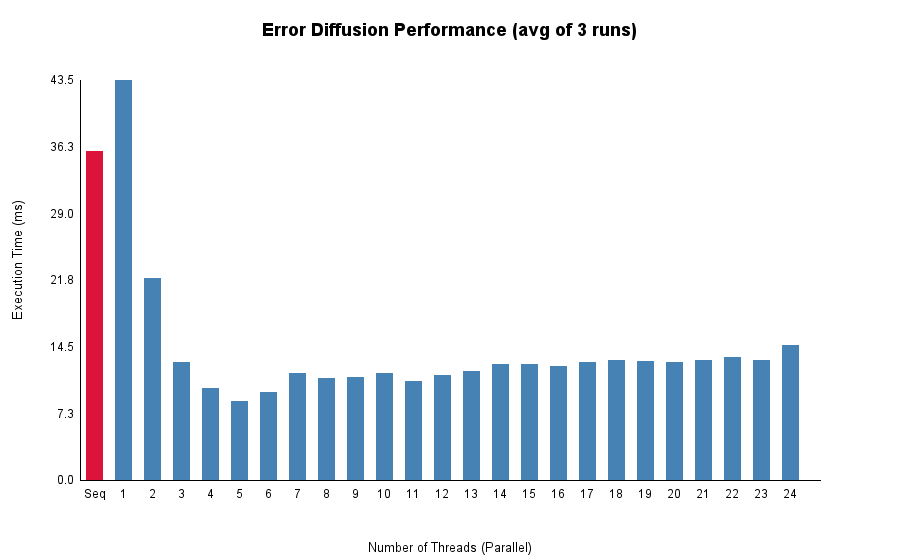 Error Diffusion Performance (avg of 3 runs)
43.5
36.3
29.0
21.8
14.5
7.3
0.0
Execution Time (ms)
Seq 1 2 3 4 5 6 7 8 9 10 11 12 13 14 15 16 17 18 19 20 21 22 23 24
Number of Threads (Parallel)